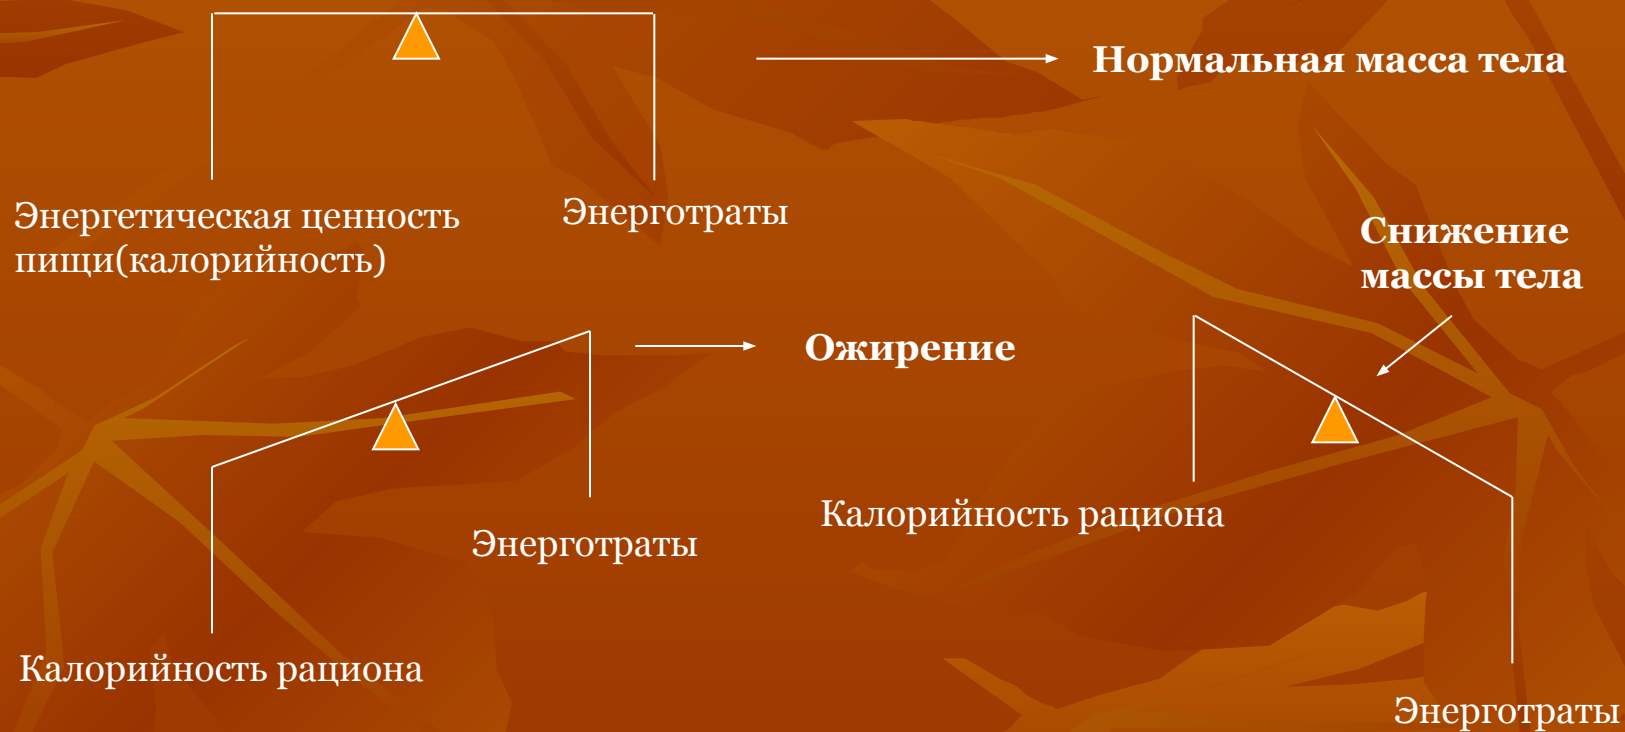 Нормальная масса тела
Энергетическая ценность
пищи(калорийность)
Энерготраты
Снижение
массы тела
Ожирение
Калорийность рациона
Энерготраты
Калорийность рациона
Энерготраты